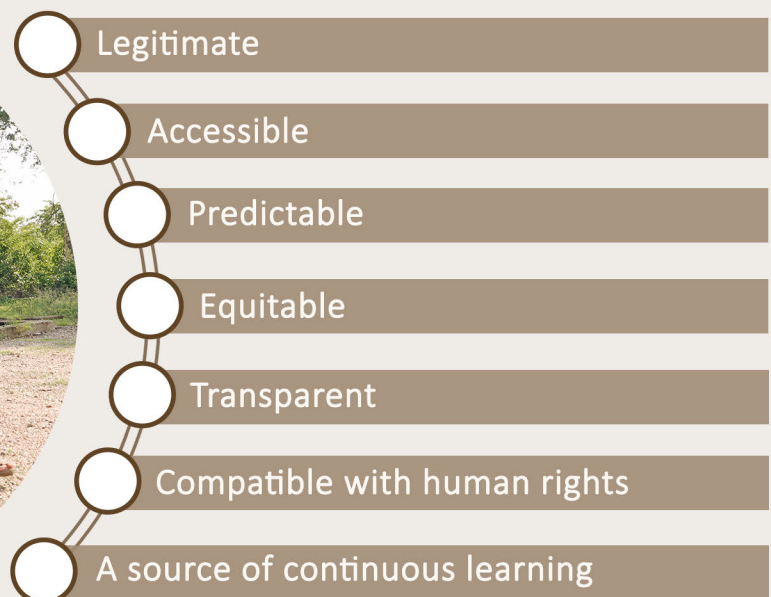 Legitimate
Accessible
Predictable
Equitable
Transparent
Compatible with human rights
A source of continuous learning